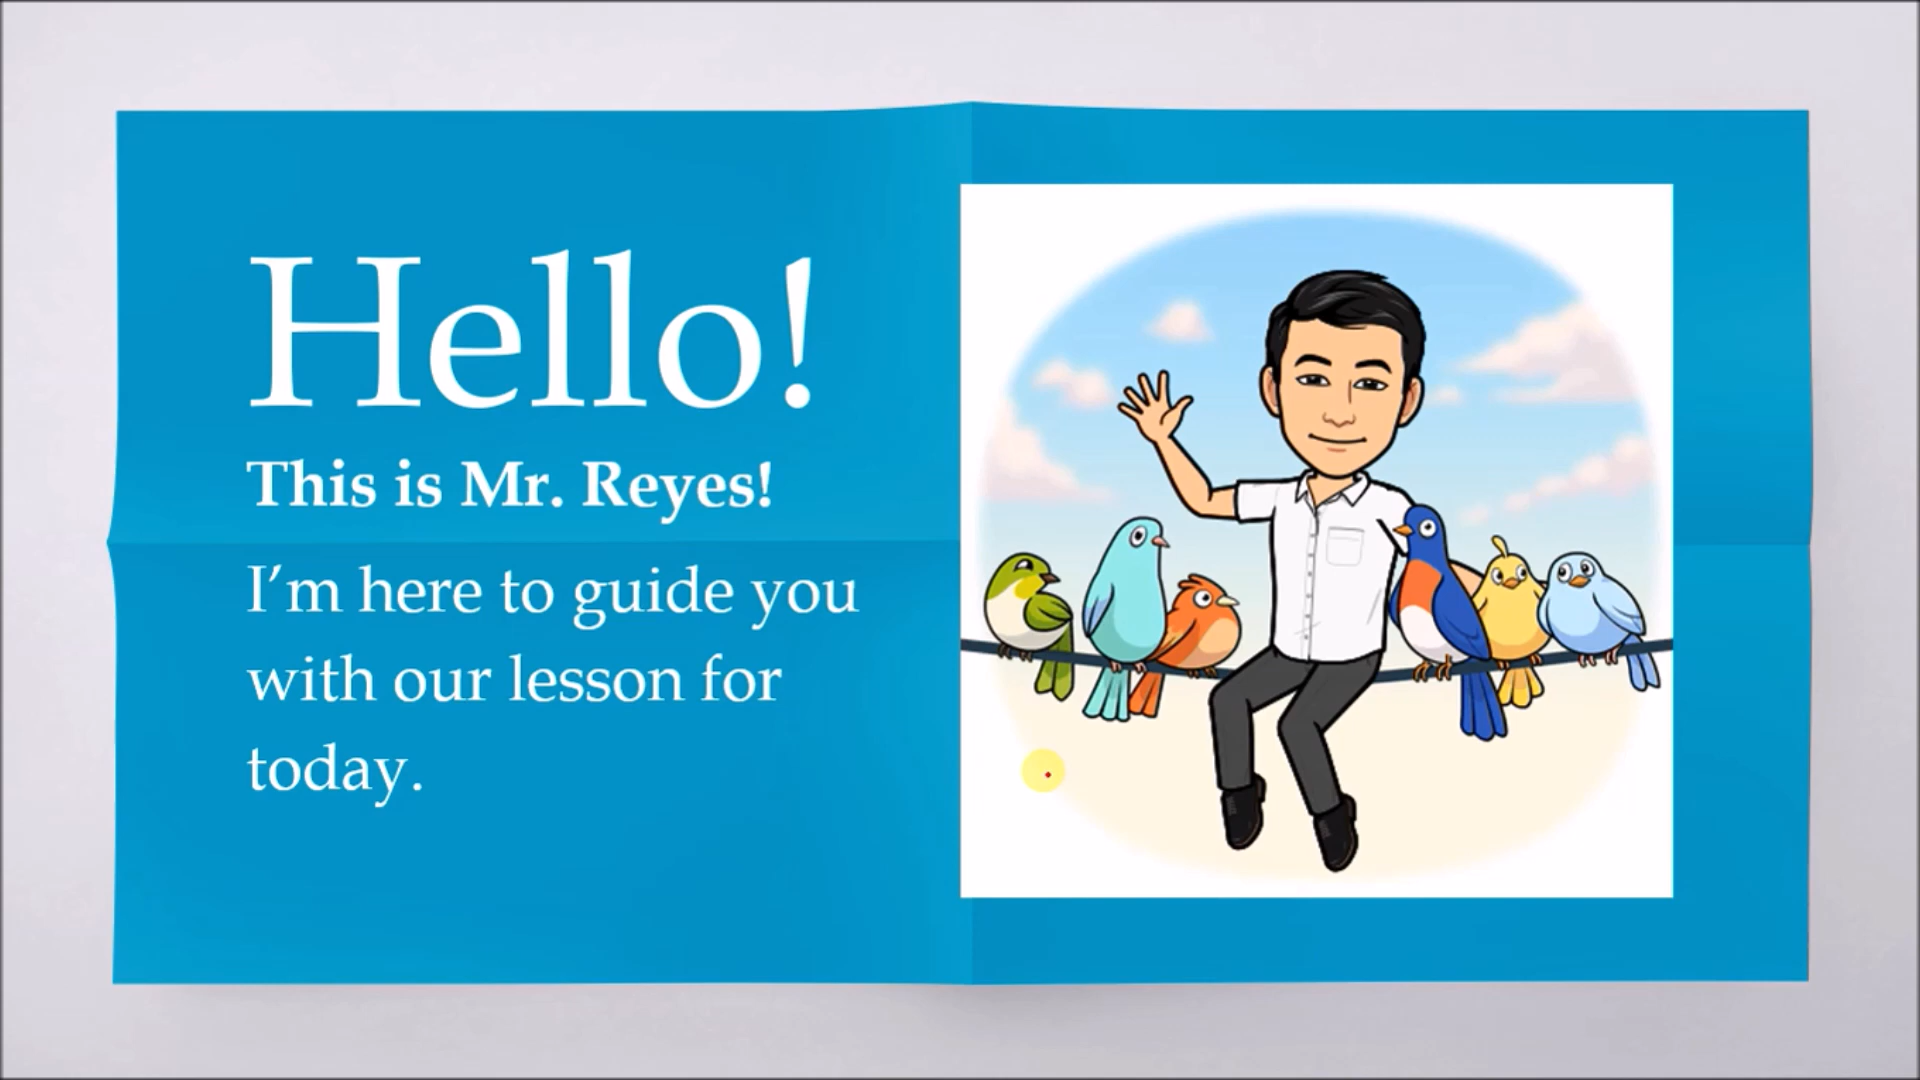 Hello!
This is Mr. Reyes!
I’m here to guide you
with our lesson for
today.